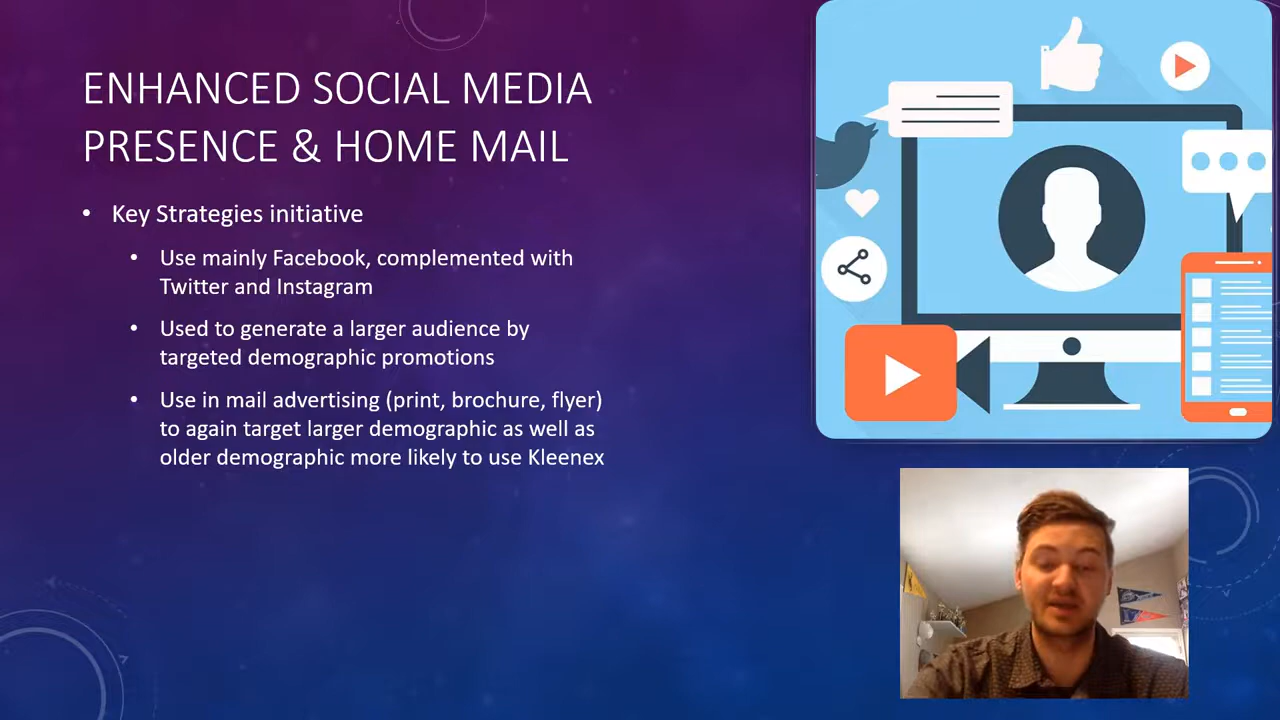 ENHANCED SOCIAL MEDIA
PRESENCE & HOME MAIL
• Key Strategies initiative
• Use mainly Facebook, complemented with
Twitter and Instagram
• Used to generate a larger audience by
targeted demographic promotions
• Use in mail advertising (print, brochure, flyer)
to again target larger demographic as well as
older demographic more likely to use Kleenex